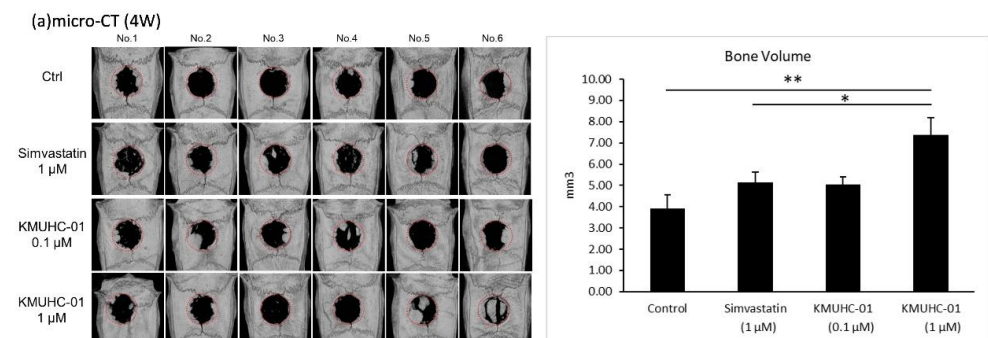 (a)micro-CT (4W)
No.1 No.2 No.3 No.4 No.5 No.6
Ctrl
Simvastatin
1 μM
KMUHC-01
0.1 μM
KMUHC-01
1 μM
Bone Volume
**
*
10.00
9.00
8.00
7.00
6.00
5.00
4.00
3.00
2.00
1.00
0.00
mm3
Control Simvastatin KMUHC-01 KMUHC-01
(1 μM) (0.1 μM) (1 μM)